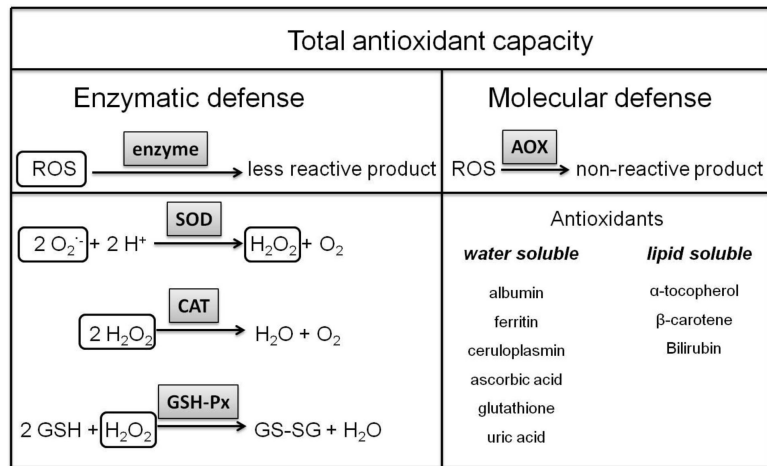 Total antioxidant capacity
Enzymatic defense
ROS enzyme less reactive product
2 O₂·- + 2 H⁺ SOD H₂O₂ + O₂
2 H₂O₂ CAT H₂O + O₂
2 GSH + H₂O₂ GSH-Px GS-SG + H₂O
Molecular defense
ROS AOX non-reactive product
Antioxidants
water soluble
albumin
ferritin
ceruloplasmin
ascorbic acid
glutathione
uric acid
lipid soluble
α-tocopherol
β-carotene
Bilirubin